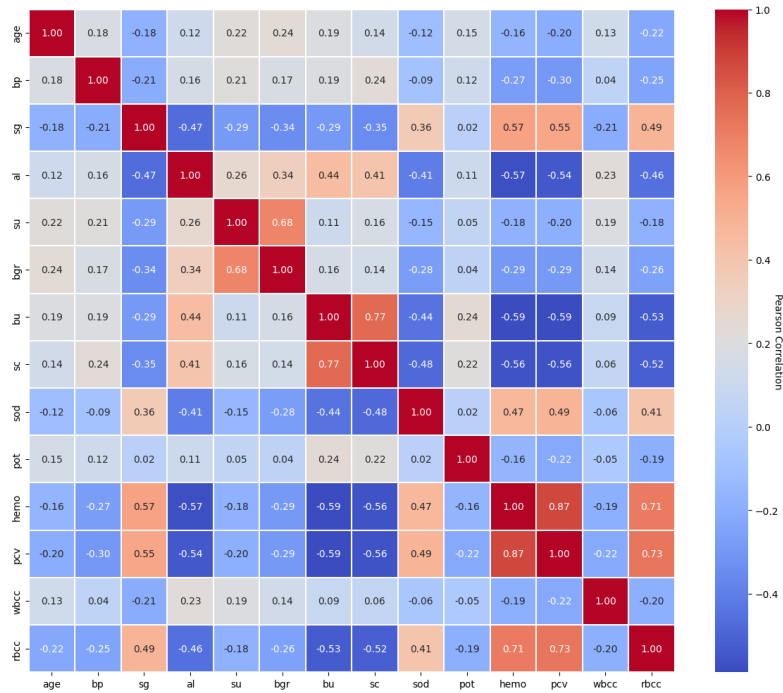 age 1.00 0.18 -0.18 0.12 0.22 0.24 0.19 0.14 -0.12 0.15 -0.16 -0.20 0.13 -0.22
bp 0.18 1.00 -0.21 0.16 0.21 0.17 0.19 0.24 -0.09 0.12 -0.27 -0.30 0.04 -0.25
sg -0.18 -0.21 1.00 -0.47 -0.29 -0.34 -0.29 -0.35 0.36 0.02 0.57 0.55 -0.21 0.49
al 0.12 0.16 -0.47 1.00 0.26 0.34 0.44 0.41 -0.41 0.11 -0.57 -0.54 0.23 -0.46
su 0.22 0.21 -0.29 0.26 1.00 0.68 0.11 0.16 -0.15 0.05 -0.18 -0.20 0.19 -0.18
bgr 0.24 0.17 -0.34 0.34 0.68 1.00 0.16 0.14 -0.28 0.04 -0.29 -0.29 0.14 -0.26
bu 0.19 0.19 -0.29 0.44 0.11 0.16 1.00 0.77 -0.44 0.24 -0.59 -0.59 0.09 -0.53
sc 0.14 0.24 -0.35 0.41 0.16 0.14 0.77 1.00 -0.48 0.22 -0.56 -0.56 0.06 -0.52
sod -0.12 -0.09 0.36 -0.41 -0.15 -0.28 -0.44 -0.48 1.00 0.02 0.47 0.49 -0.06 0.41
pot 0.15 0.12 0.02 0.11 0.05 0.04 0.24 0.22 0.02 1.00 -0.16 -0.22 -0.05 -0.19
hemo -0.16 -0.27 0.57 -0.57 -0.18 -0.29 -0.59 -0.56 0.47 -0.16 1.00 0.87 -0.19 0.71
pcv -0.20 -0.30 0.55 -0.54 -0.20 -0.29 -0.59 -0.56 0.49 -0.22 0.87 1.00 -0.22 0.73
wbcc 0.13 0.04 -0.21 0.23 0.19 0.14 0.09 0.06 -0.06 -0.05 -0.19 -0.22 1.00 -0.20
rbcc -0.22 -0.25 0.49 -0.46 -0.18 -0.26 -0.53 -0.52 0.41 -0.19 0.71 0.73 -0.20 1.00
age bp sg al su bgr bu sc sod pot hemo pcv wbcc rbcc
1.0
0.8
0.6
0.4
0.2
0.0
−0.2
−0.4
Pearson Correlation